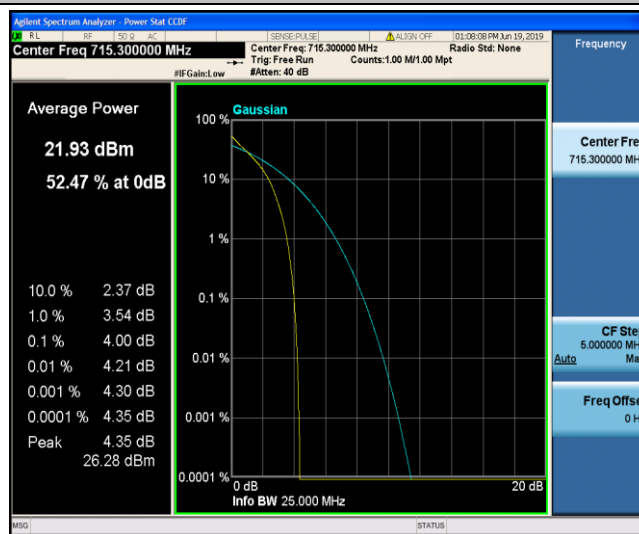 Agilent Spectrum Analyzer - Power Stat CCDF
RL RF 50 Ω AC SENSE:PULSE ALIGN OFF 01:08:08 PM Jun 19, 2019
Center Freq 715.300000 MHz
Center Freq: 715.300000 MHz Radio Std: None
Trig: Free Run Counts:1.00 M/1.00 Mpt
#IFGain:Low #Atten: 40 dB
Frequency
Average Power
21.93 dBm
52.47 % at 0dB
10.0 % 2.37 dB
1.0 % 3.54 dB
0.1 % 4.00 dB
0.01 % 4.21 dB
0.001 % 4.30 dB
0.0001 % 4.35 dB
Peak 4.35 dB
26.28 dBm
Gaussian
100 %
10 %
1 %
0.1 %
0.01 %
0.001 %
0.0001 %
0 dB 20 dB
Info BW 25.000 MHz
Center Fre
715.300000 MH
CF Ste
5.000000 MH
Auto Ma
Freq Offse
0 H
MSG STATUS